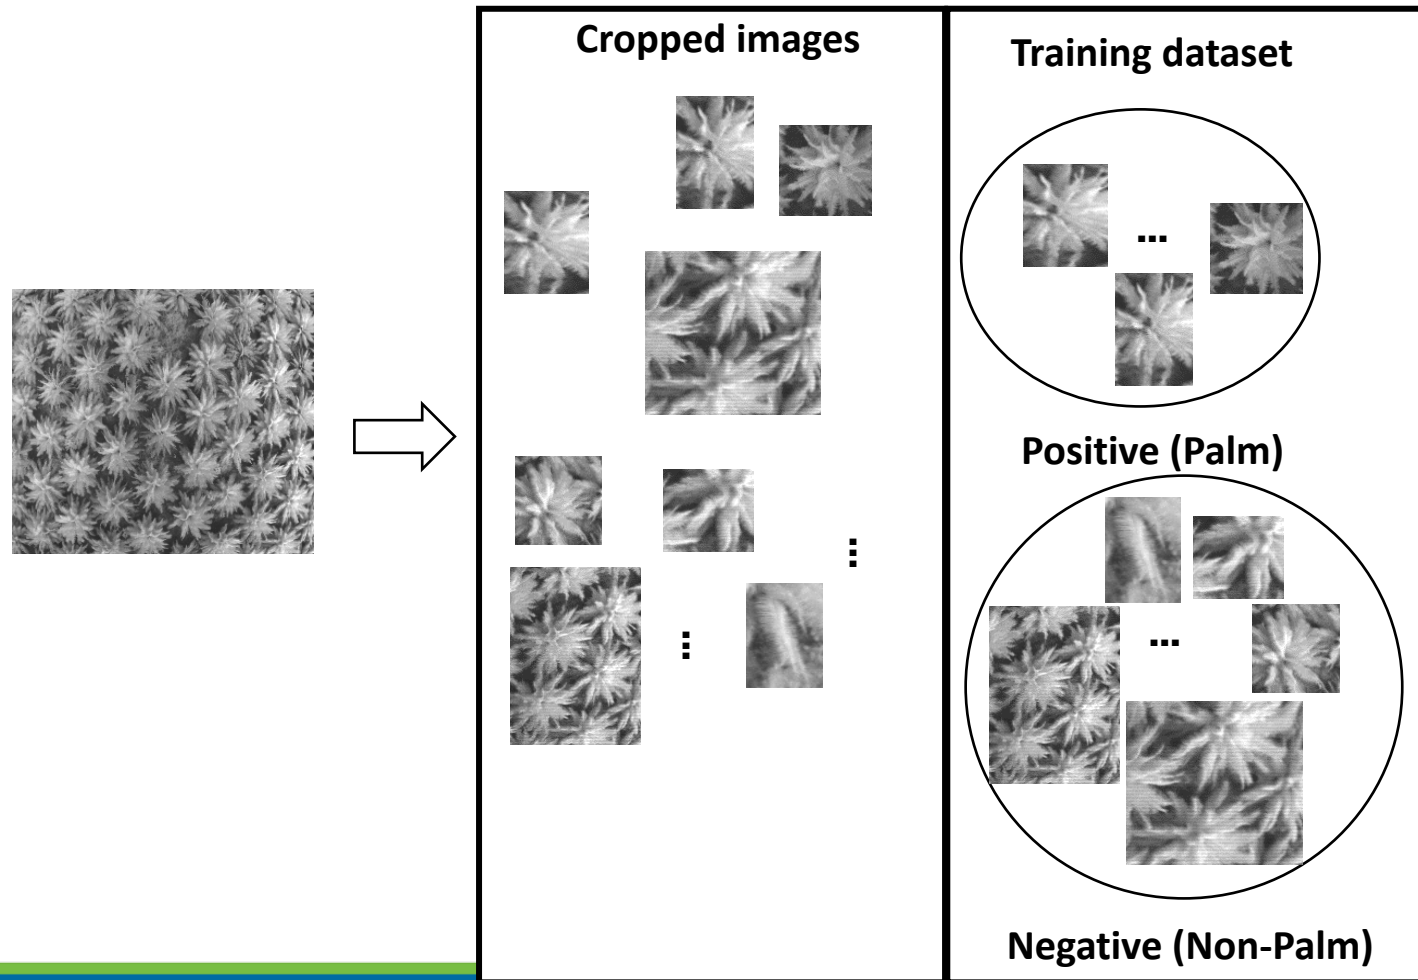 Cropped images
Training dataset
...
Positive (Palm)
...
...
...
Negative (Non-Palm)